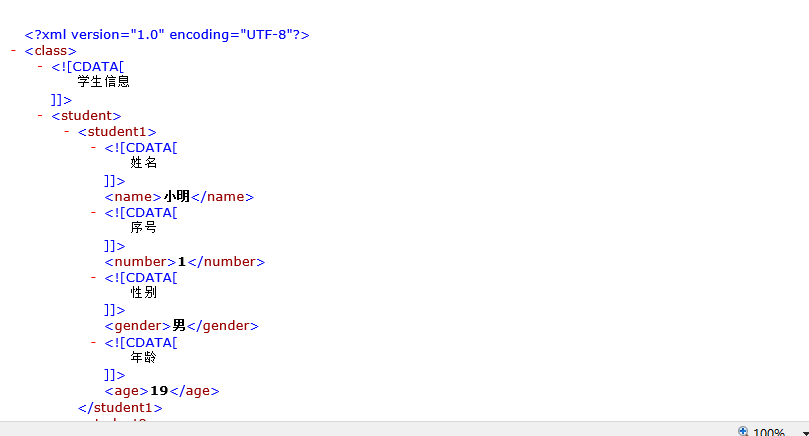 <?xml version="1.0" encoding="UTF-8"?>
- <class>
- <![CDATA[
学生信息
]]>
- <student>
- <student1>
- <![CDATA[
姓名
]]>
<name>小明</name>
- <![CDATA[
序号
]]>
<number>1</number>
- <![CDATA[
性别
]]>
<gender>男</gender>
- <![CDATA[
年龄
]]>
<age>19</age>
</student1>
100%